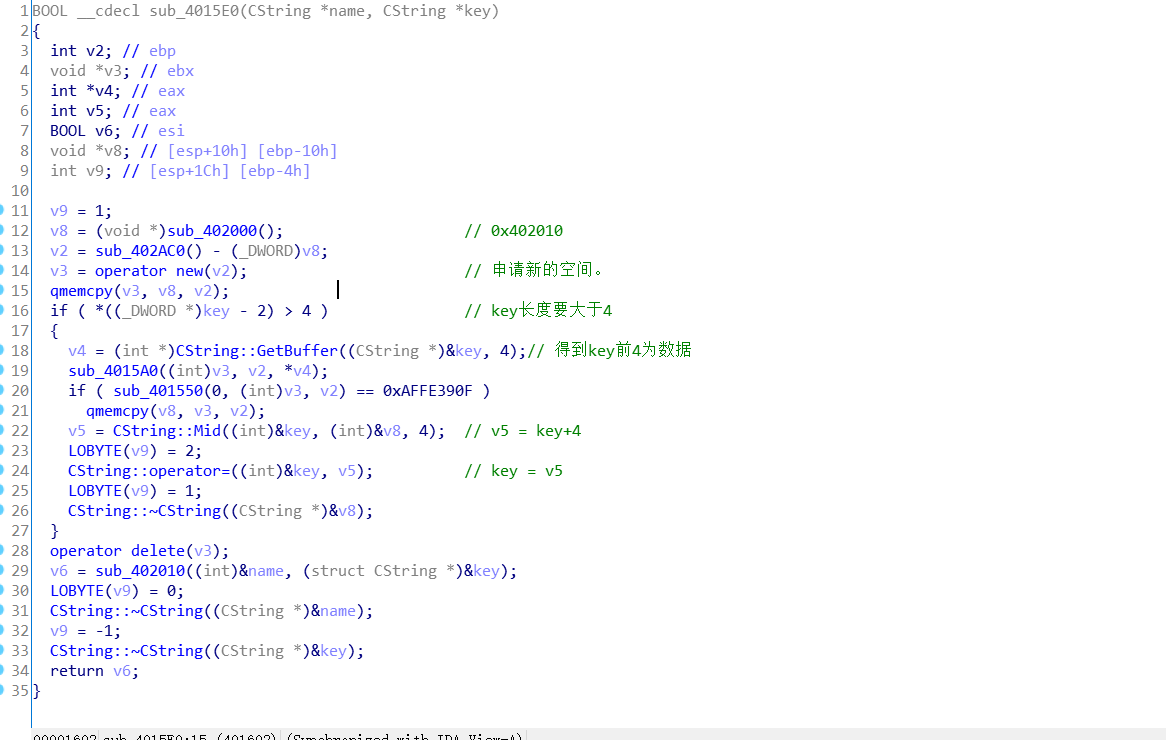 1 BOOL __cdecl sub_4015E0(CString *name, CString *key)
2 {
3 int v2; // ebp
4 void *v3; // ebx
5 int *v4; // eax
6 int v5; // eax
7 BOOL v6; // esi
8 void *v8; // [esp+10h] [ebp-10h]
9 int v9; // [esp+1Ch] [ebp-4h]
10
11 v9 = 1;
12 v8 = (void *)sub_402000(); // 0x402010
13 v2 = sub_402AC0() - (_DWORD)v8;
14 v3 = operator new(v2); // 申请新的空间。
15 qmemcpy(v3, v8, v2);
16 if ( *((_DWORD *)key - 2) > 4 ) // key长度要大于4
17 {
18 v4 = (int *)CString::GetBuffer((CString *)&key, 4);// 得到key前4为数据
19 sub_4015A0((int)v3, v2, *v4);
20 if ( sub_401550(0, (int)v3, v2) == 0xAFFE390F )
21 qmemcpy(v8, v3, v2);
22 v5 = CString::Mid((int)&key, (int)&v8, 4); // v5 = key+4
23 LOBYTE(v9) = 2;
24 CString::operator=((int)&key, v5); // key = v5
25 LOBYTE(v9) = 1;
26 CString::~CString((CString *)&v8);
27 }
28 operator delete(v3);
29 v6 = sub_402010((int)&name, (struct CString *)&key);
30 LOBYTE(v9) = 0;
31 CString::~CString((CString *)&name);
32 v9 = -1;
33 CString::~CString((CString *)&key);
34 return v6;
35 }